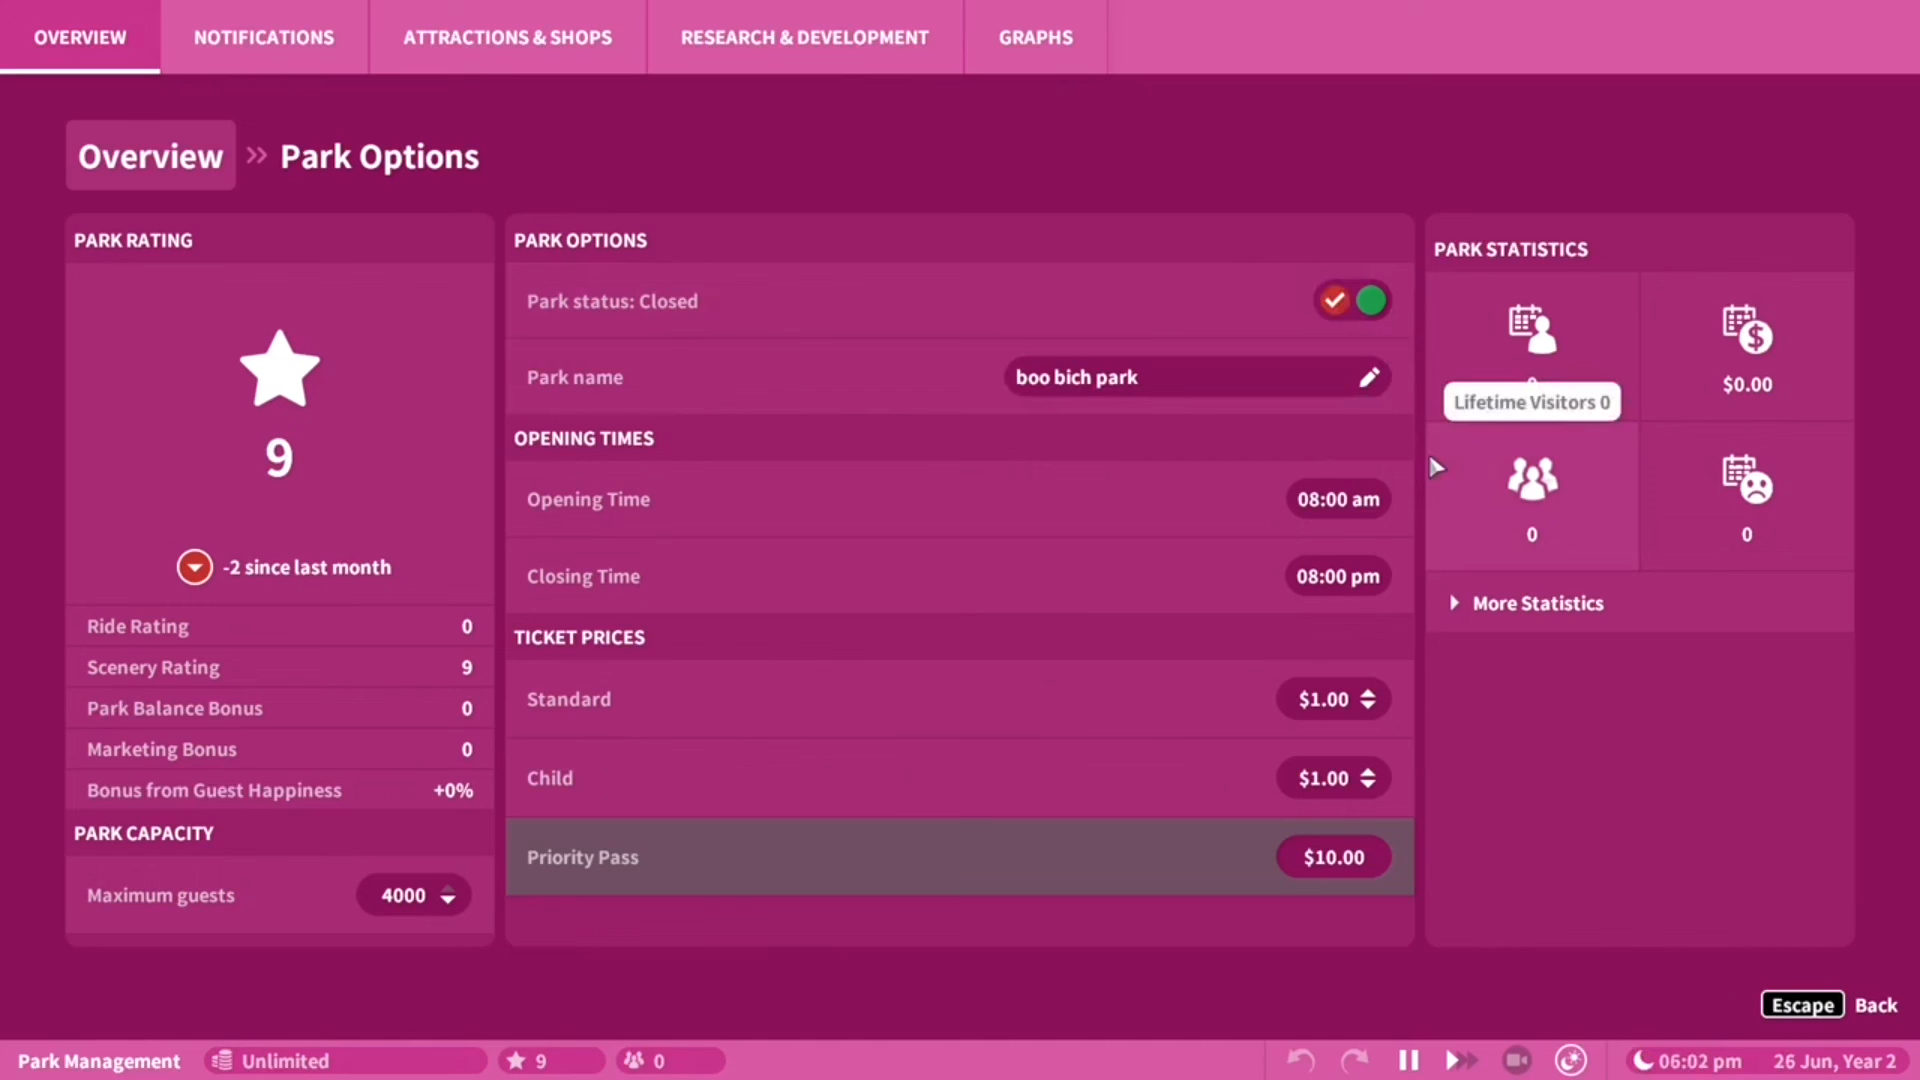 OVERVIEW
NOTIFICATIONS
ATTRACTIONS & SHOPS
RESEARCH & DEVELOPMENT
GRAPHS
Overview » Park Options
PARK RATING
9
-2 since last month
Ride Rating 0
Scenery Rating 9
Park Balance Bonus 0
Marketing Bonus 0
Bonus from Guest Happiness +0%
PARK CAPACITY
Maximum guests 4000
PARK OPTIONS
Park status: Closed
Park name boo bich park
OPENING TIMES
Opening Time 08:00 am
Closing Time 08:00 pm
TICKET PRICES
Standard $1.00
Child $1.00
Priority Pass $10.00
PARK STATISTICS
$0.00
Lifetime Visitors 0
0
0
More Statistics
Escape Back
Park Management Unlimited 9 0 06:02 pm 26 Jun, Year 2